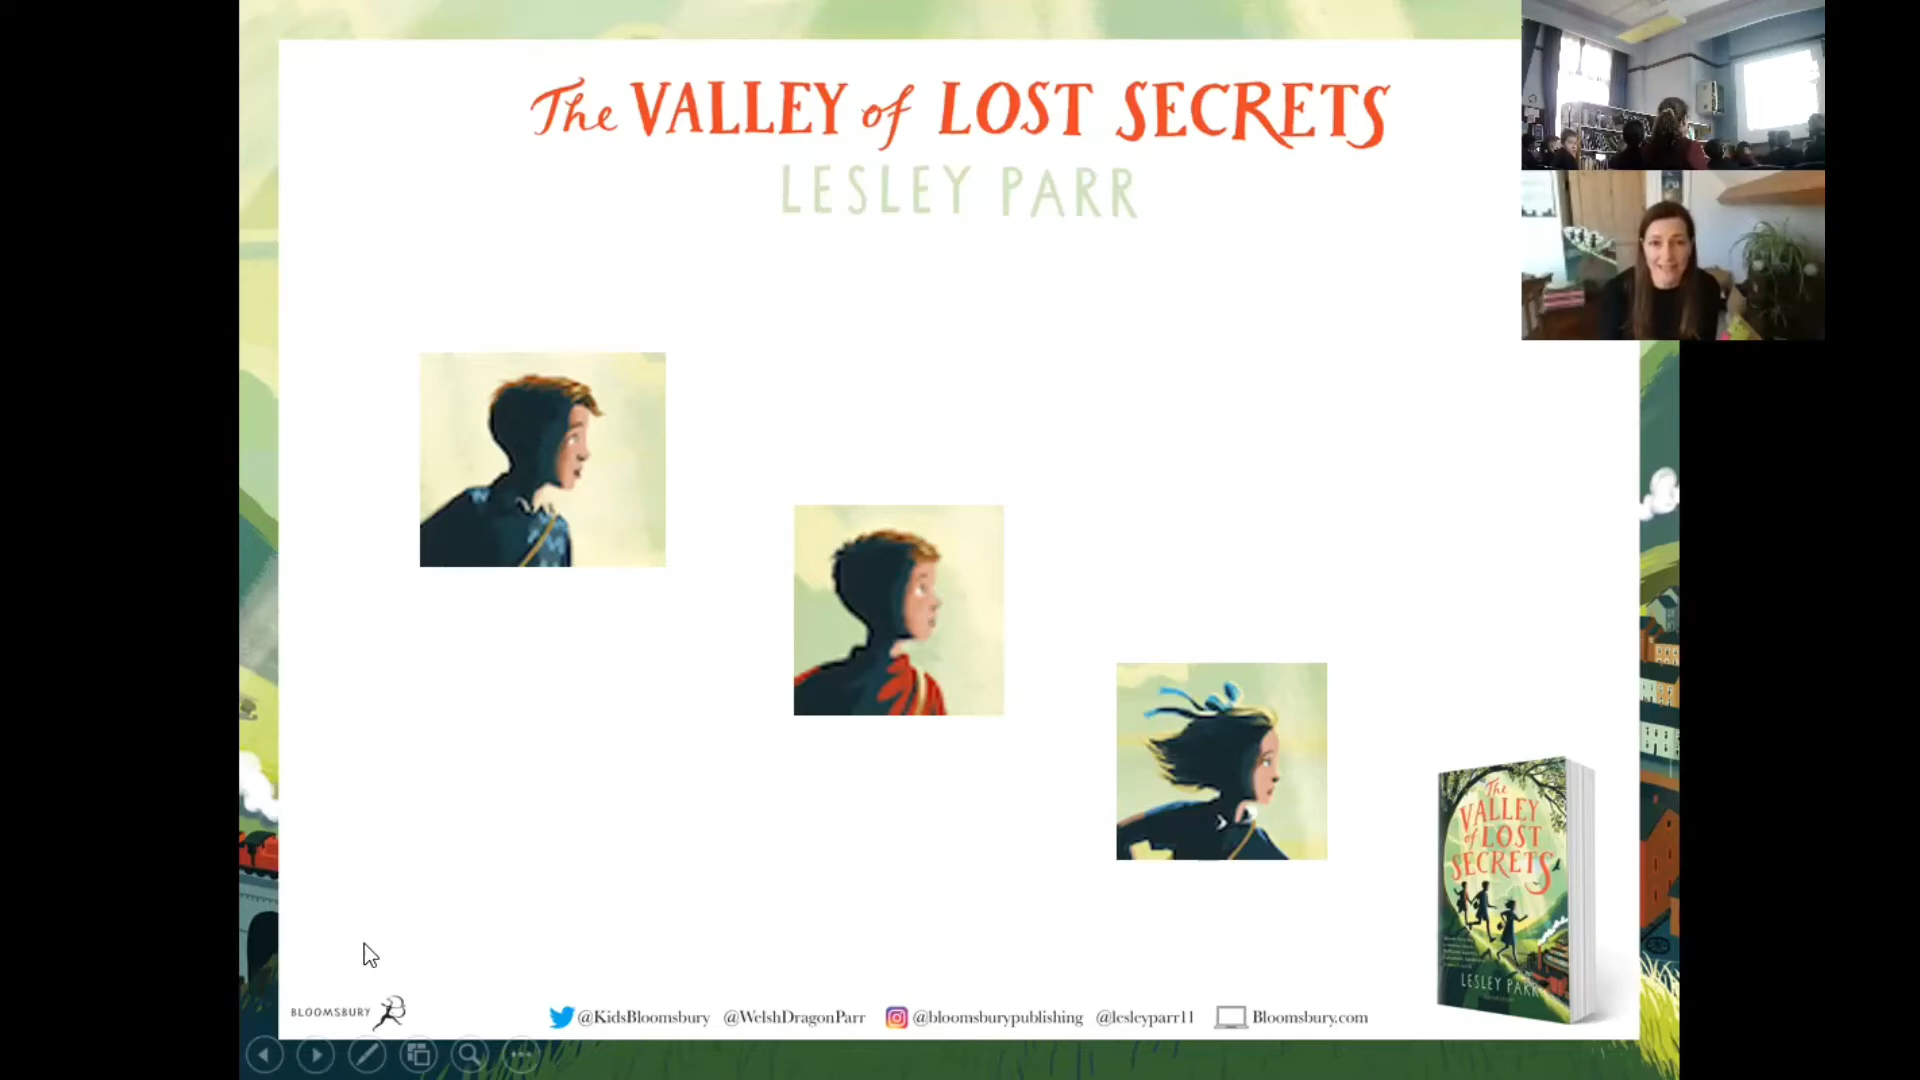 The VALLEY of LOST SECRETS
LESLEY PARR
The
VALLEY
of LOST
SECRETS
LESLEY PARR
BLOOMSBURY
@KidsBloomsbury @WelshDragonParr @bloomsburypublishing @lesleyparr11 Bloomsbury.com